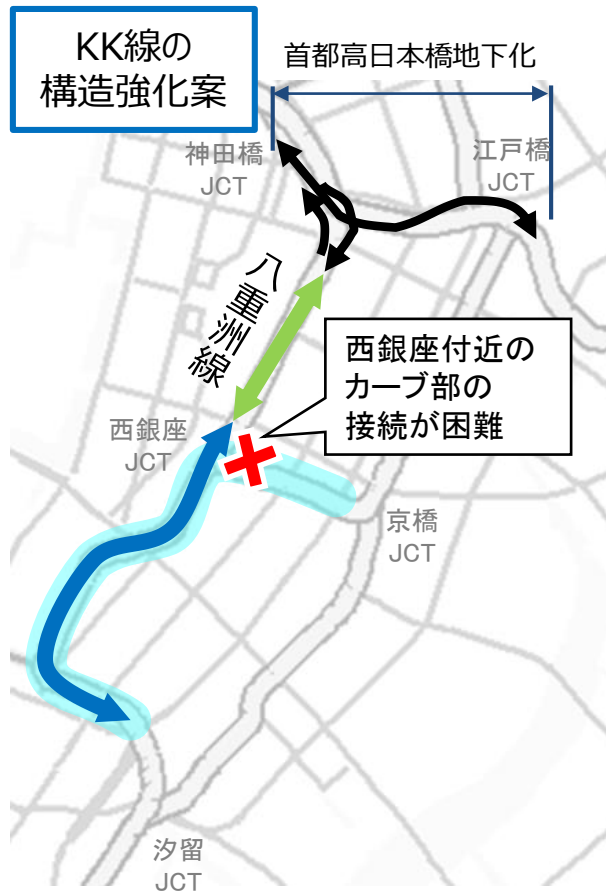 KK線の
構造強化案
首都高日本橋地下化
神田橋
JCT
江戸橋
JCT
八重洲線
西銀座付近の
カーブ部の
接続が困難
西銀座
JCT
京橋
JCT
汐留
JCT